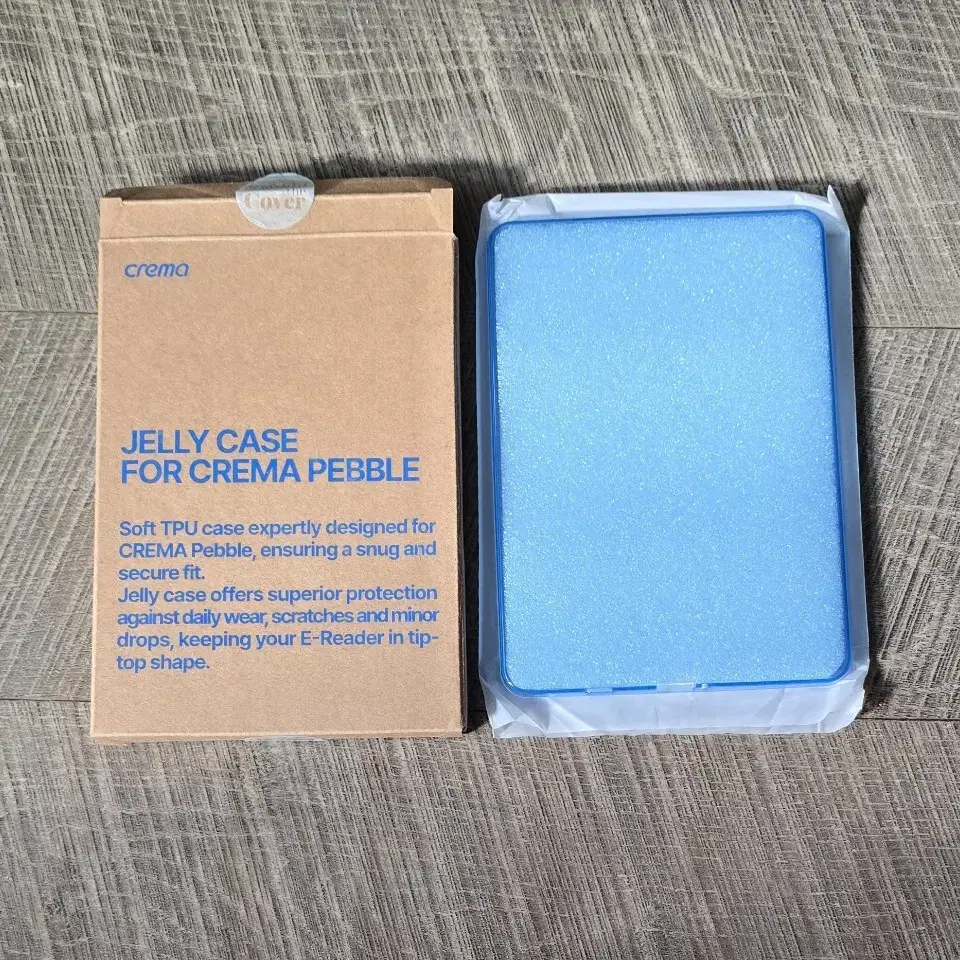 Cover
crema
JELLY CASE
FOR CREMA PEBBLE
Soft TPU case expertly designed for
CREMA Pebble, ensuring a snug and
secure fit.
Jelly case offers superior protection
against daily wear, scratches and minor
drops, keeping your E-Reader in tip-
top shape.